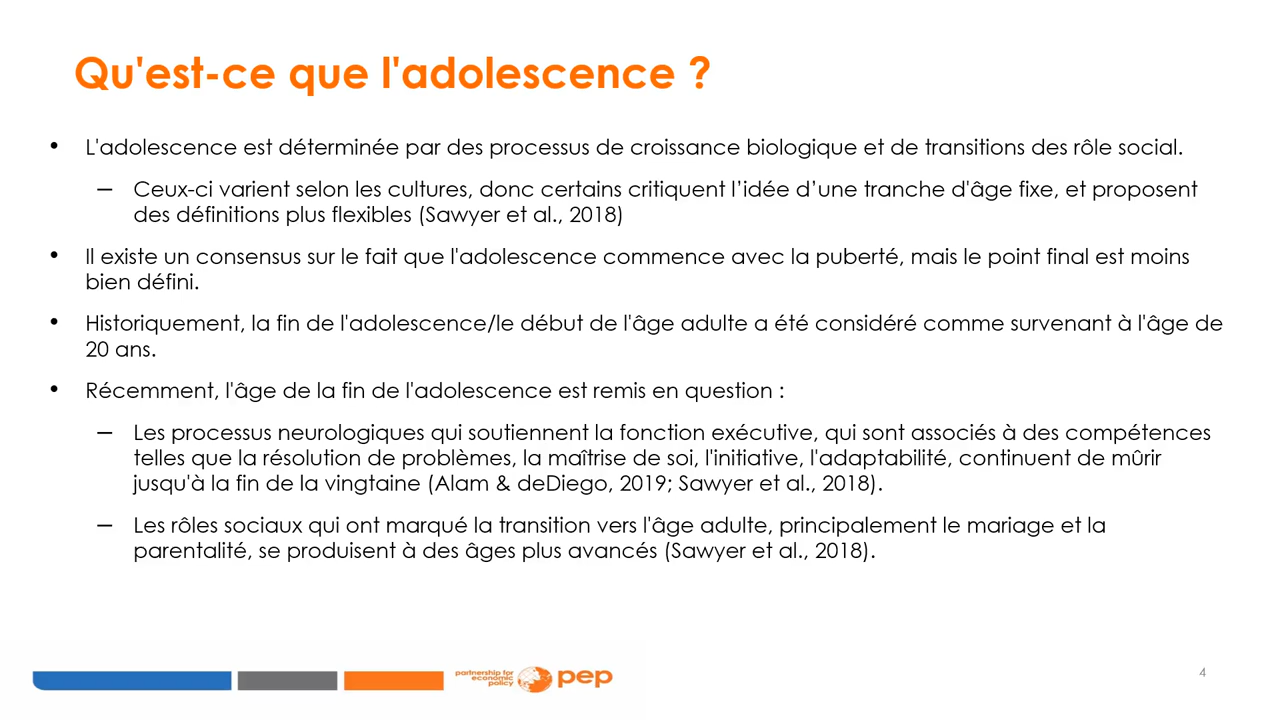 Qu'est-ce que l'adolescence ?
• L'adolescence est déterminée par des processus de croissance biologique et de transitions des rôle social.
– Ceux-ci varient selon les cultures, donc certains critiquent l’idée d’une tranche d'âge fixe, et proposent
des définitions plus flexibles (Sawyer et al., 2018)
• Il existe un consensus sur le fait que l'adolescence commence avec la puberté, mais le point final est moins
bien défini.
• Historiquement, la fin de l'adolescence/le début de l'âge adulte a été considéré comme survenant à l'âge de
20 ans.
• Récemment, l'âge de la fin de l'adolescence est remis en question :
– Les processus neurologiques qui soutiennent la fonction exécutive, qui sont associés à des compétences
telles que la résolution de problèmes, la maîtrise de soi, l'initiative, l'adaptabilité, continuent de mûrir
jusqu'à la fin de la vingtaine (Alam & deDiego, 2019; Sawyer et al., 2018).
– Les rôles sociaux qui ont marqué la transition vers l'âge adulte, principalement le mariage et la
parentalité, se produisent à des âges plus avancés (Sawyer et al., 2018).
partnership for
economic
policy
pep
4